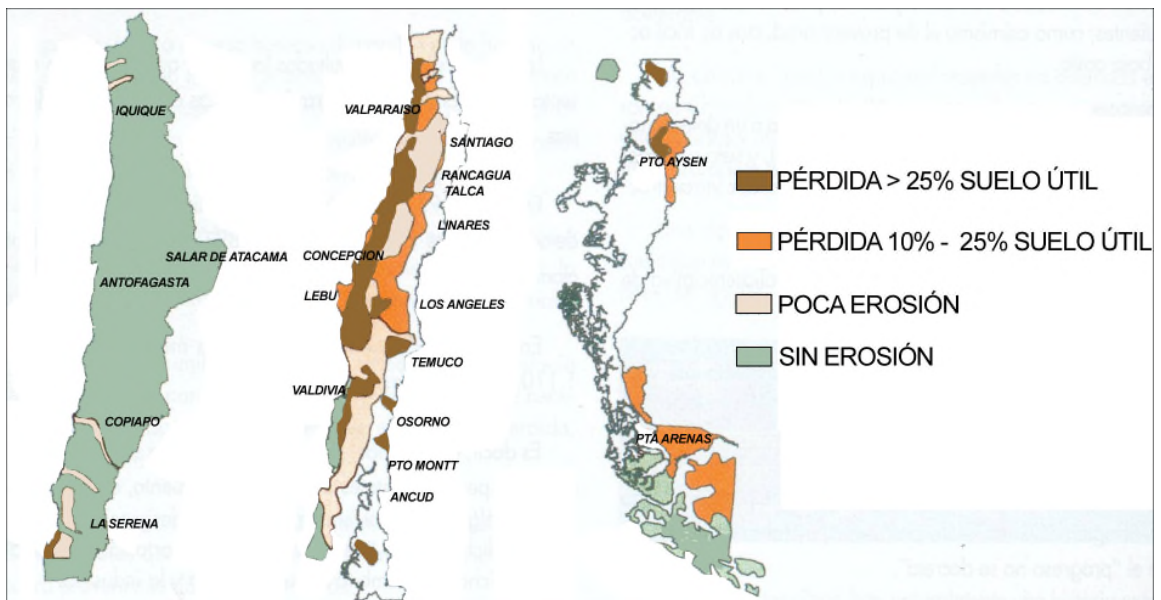 IQUIQUE
SALAR DE ATACAMA
ANTOFAGASTA
COPIAPO
LA SERENA
VALPARAISO
SANTIAGO
RANCAGUA
TALCA
LINARES
CONCEPCION
LEBU
LOS ANGELES
TEMUCO
VALDIVIA
OSORNO
PTO MONTT
ANCUD
PTO AYSEN
PTA ARENAS
PÉRDIDA > 25% SUELO ÚTIL
PÉRDIDA 10% - 25% SUELO ÚTIL
POCA EROSIÓN
SIN EROSIÓN